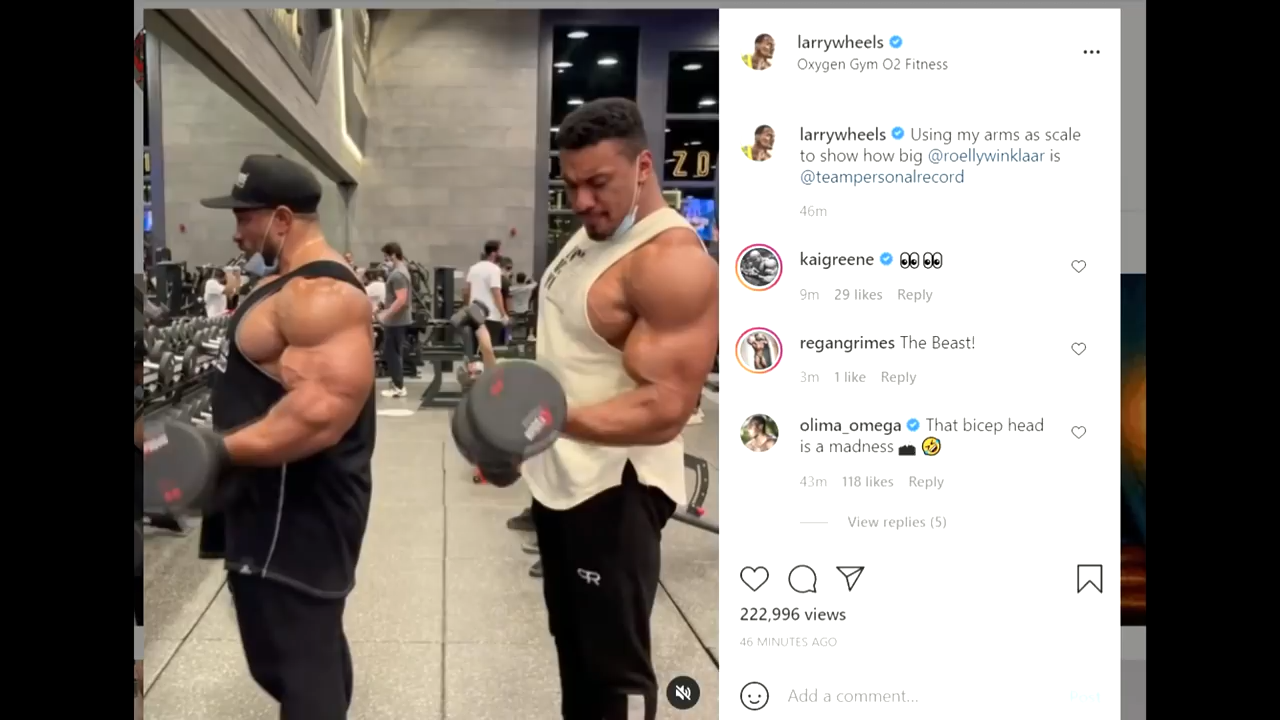 larrywheels
Oxygen Gym O2 Fitness
larrywheels Using my arms as scale
to show how big @roellywinklaar is
@teampersonalrecord
46m
kaigreene 👀👀
9m 29 likes Reply
regangrimes The Beast!
3m 1 like Reply
olima_omega That bicep head
is a madness 🤣
43m 118 likes Reply
View replies (5)
222,996 views
46 MINUTES AGO
Add a comment...
ZO
PR